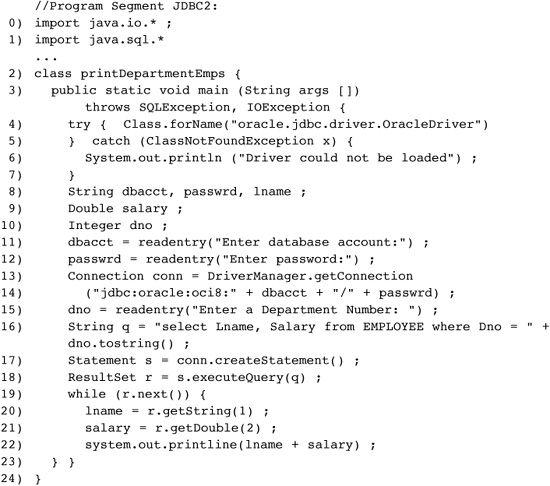 //Program Segment JDBC2:
0) import java.io.* ;
1) import java.sql.*
...
2) class printDepartmentEmps {
3) public static void main (String args [])
throws SQLException, IOException {
4) try { Class.forName("oracle.jdbc.driver.OracleDriver")
5) } catch (ClassNotFoundException x) {
6) System.out.println ("Driver could not be loaded") ;
7) }
8) String dbacct, passwrd, lname ;
9) Double salary ;
10) Integer dno ;
11) dbacct = readentry("Enter database account:") ;
12) passwrd = readentry("Enter password:") ;
13) Connection conn = DriverManager.getConnection
14) ("jdbc:oracle:oci8:" + dbacct + "/" + passwrd) ;
15) dno = readentry("Enter a Department Number: ") ;
16) String q = "select Lname, Salary from EMPLOYEE where Dno = " +
dno.tostring() ;
17) Statement s = conn.createStatement() ;
18) ResultSet r = s.executeQuery(q) ;
19) while (r.next()) {
20) lname = r.getString(1) ;
21) salary = r.getDouble(2) ;
22) system.out.printline(lname + salary) ;
23) } }
24) }